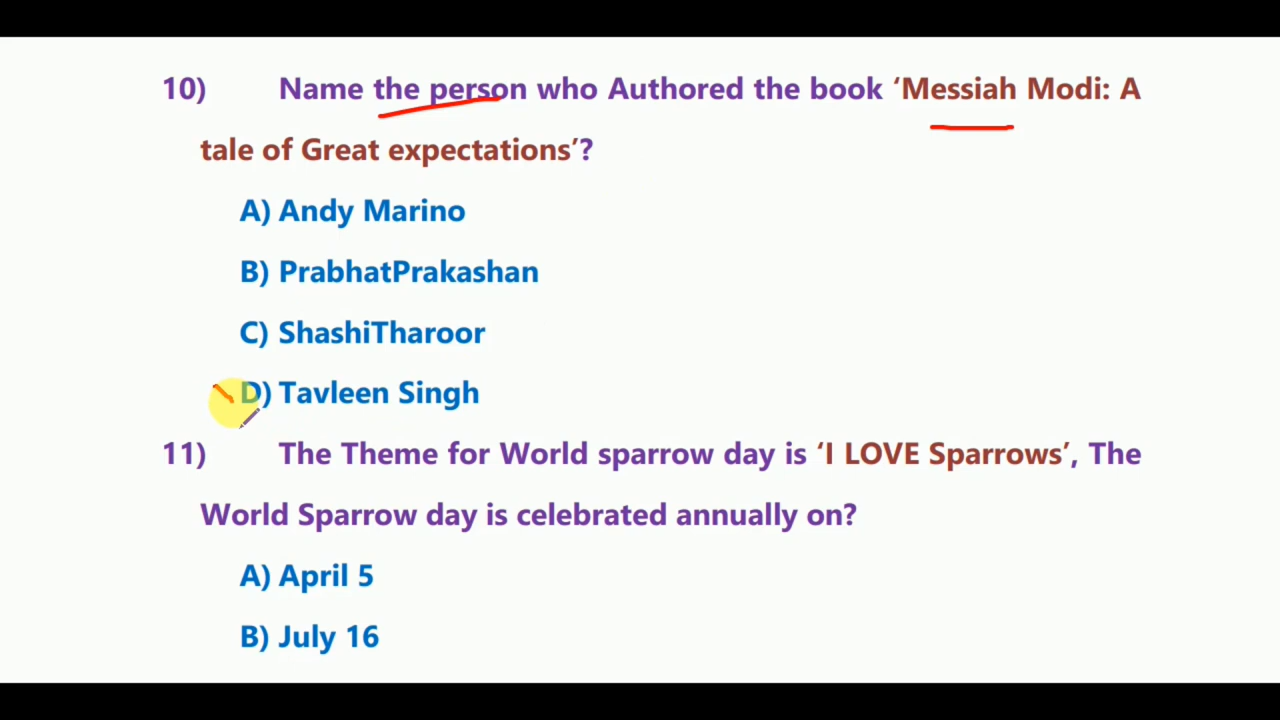 10) Name the person who Authored the book ‘Messiah Modi: A
tale of Great expectations’?
A) Andy Marino
B) PrabhatPrakashan
C) ShashiTharoor
D) Tavleen Singh
11) The Theme for World sparrow day is ‘I LOVE Sparrows’, The
World Sparrow day is celebrated annually on?
A) April 5
B) July 16